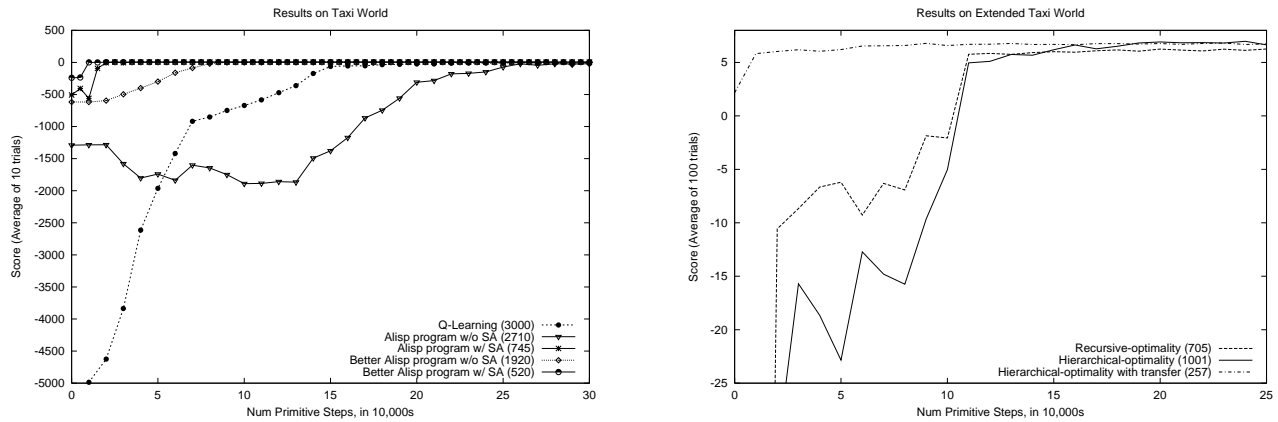 Results on Taxi World
500
0
-500
-1000
-1500
-2000
-2500
-3000
-3500
-4000
-4500
-5000
Score (Average of 10 trials)
Q-Learning (3000)
Alisp program w/o SA (2710)
Alisp program w/ SA (745)
Better Alisp program w/o SA (1920)
Better Alisp program w/ SA (520)
0 5 10 15 20 25 30
Num Primitive Steps, in 10,000s
Results on Extended Taxi World
5
0
-5
-10
-15
-20
-25
Score (Average of 100 trials)
Recursive-optimality (705)
Hierarchical-optimality (1001)
Hierarchical-optimality with transfer (257)
0 5 10 15 20 25
Num Primitive Steps, in 10,000s